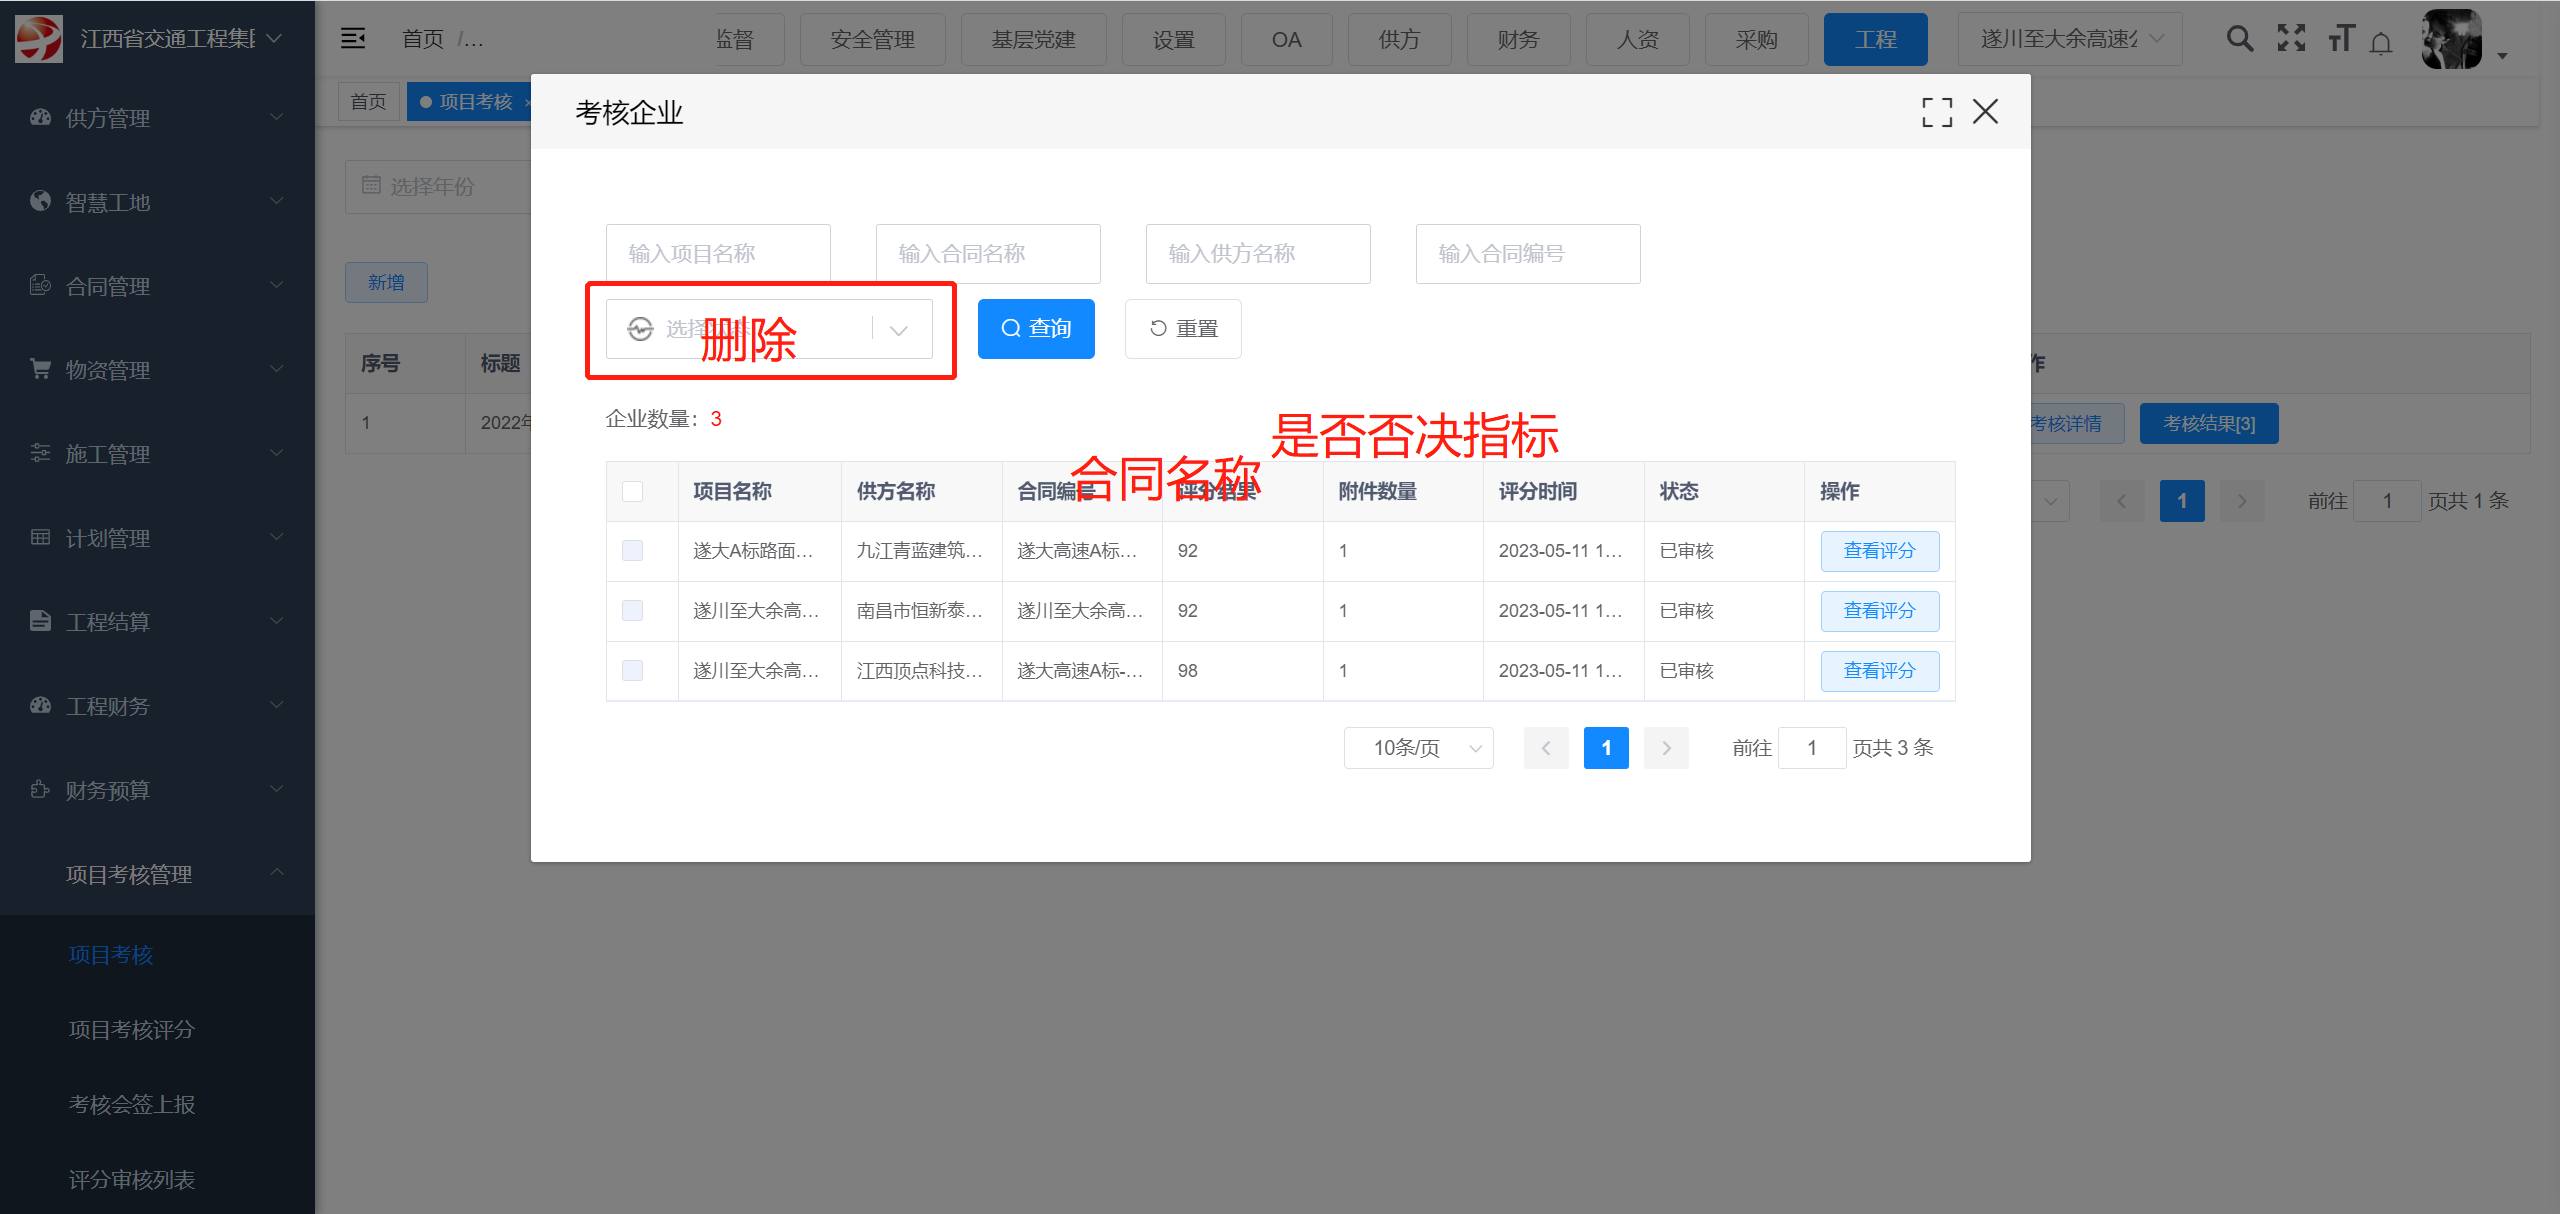 江西省交通工程集
首页 /...
监督
安全管理
基层党建
设置
OA
供方
财务
人资
采购
工程
遂川至大余高速
首页
项目考核
供方管理
智慧工地
合同管理
物资管理
施工管理
计划管理
工程结算
工程财务
财务预算
项目考核管理
项目考核
项目考核评分
考核会签上报
评分审核列表
选择年份
新增
序号 标题
1 2022年
作
考核详情 考核结果[3]
1 前往 1 页共 1 条
考核企业
输入项目名称 输入合同名称 输入供方名称 输入合同编号
选择
删除
查询 重置
企业数量：3
是否否决指标
合同名称
项目名称 供方名称 合同编号 评分结果 附件数量 评分时间 状态 操作
遂大A标路面... 九江青蓝建筑... 遂大高速A标... 92 1 2023-05-11 1... 已审核 查看评分
遂川至大余高... 南昌市恒新泰... 遂川至大余高... 92 1 2023-05-11 1... 已审核 查看评分
遂川至大余高... 江西顶点科技... 遂大高速A标-... 98 1 2023-05-11 1... 已审核 查看评分
10条/页 1 前往 1 页共 3 条